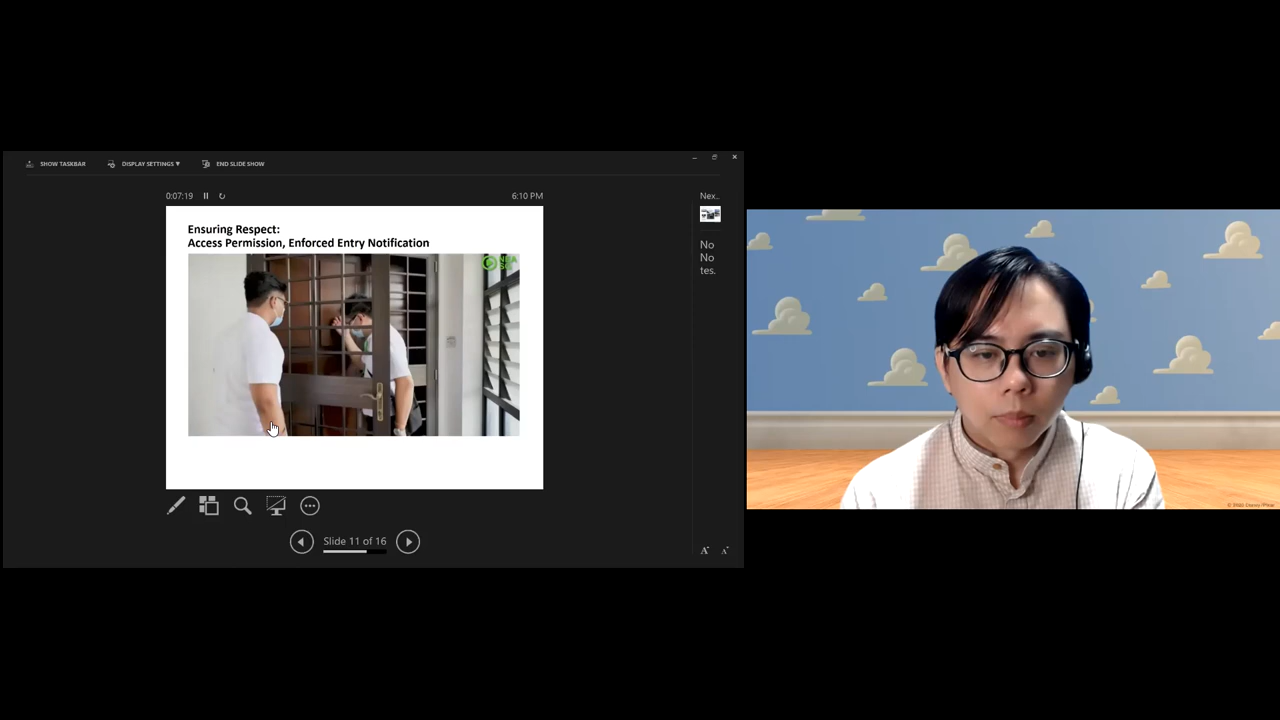 SHOW TASKBAR
DISPLAY SETTINGS ▼
END SLIDE SHOW
0:07:19
6:10 PM
Nex..
Ensuring Respect:
Access Permission, Enforced Entry Notification
No
No
tes.
Slide 11 of 16
A A